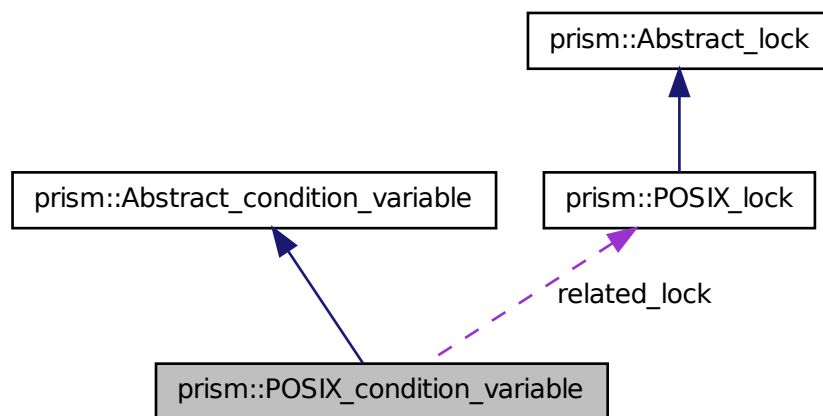 prism::Abstract_lock
prism::Abstract_condition_variable
prism::POSIX_lock
related_lock
prism::POSIX_condition_variable